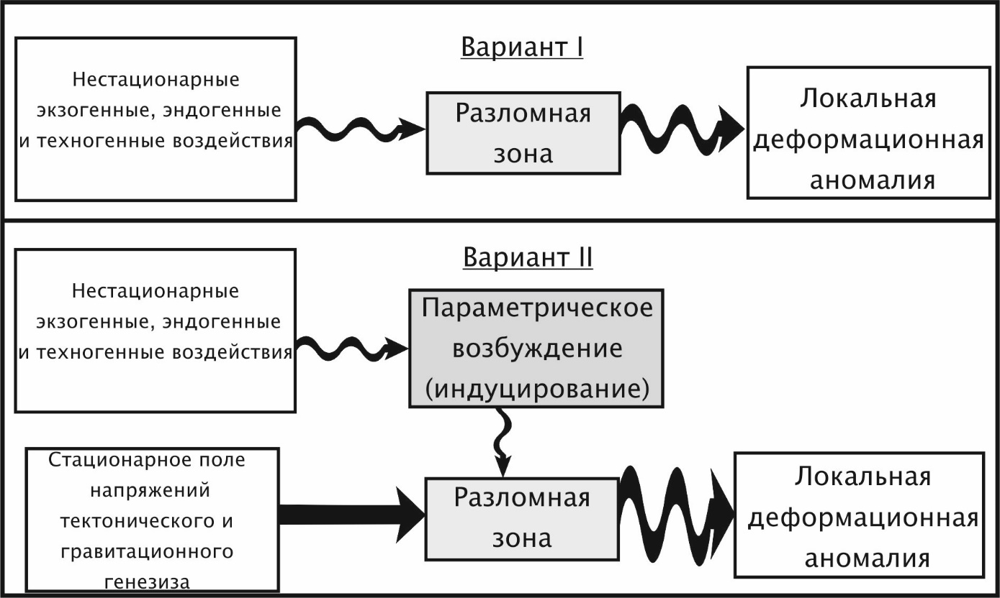 Вариант I
Нестационарные
экзогенные, эндогенные
и техногенные воздействия
Разломная
зона
Локальная
деформационная
аномалия
Вариант II
Нестационарные
экзогенные, эндогенные
и техногенные воздействия
Параметрическое
возбуждение
(индуцирование)
Стационарное поле
напряжений
тектонического и
гравитационного
генезиза
Разломная
зона
Локальная
деформационная
аномалия